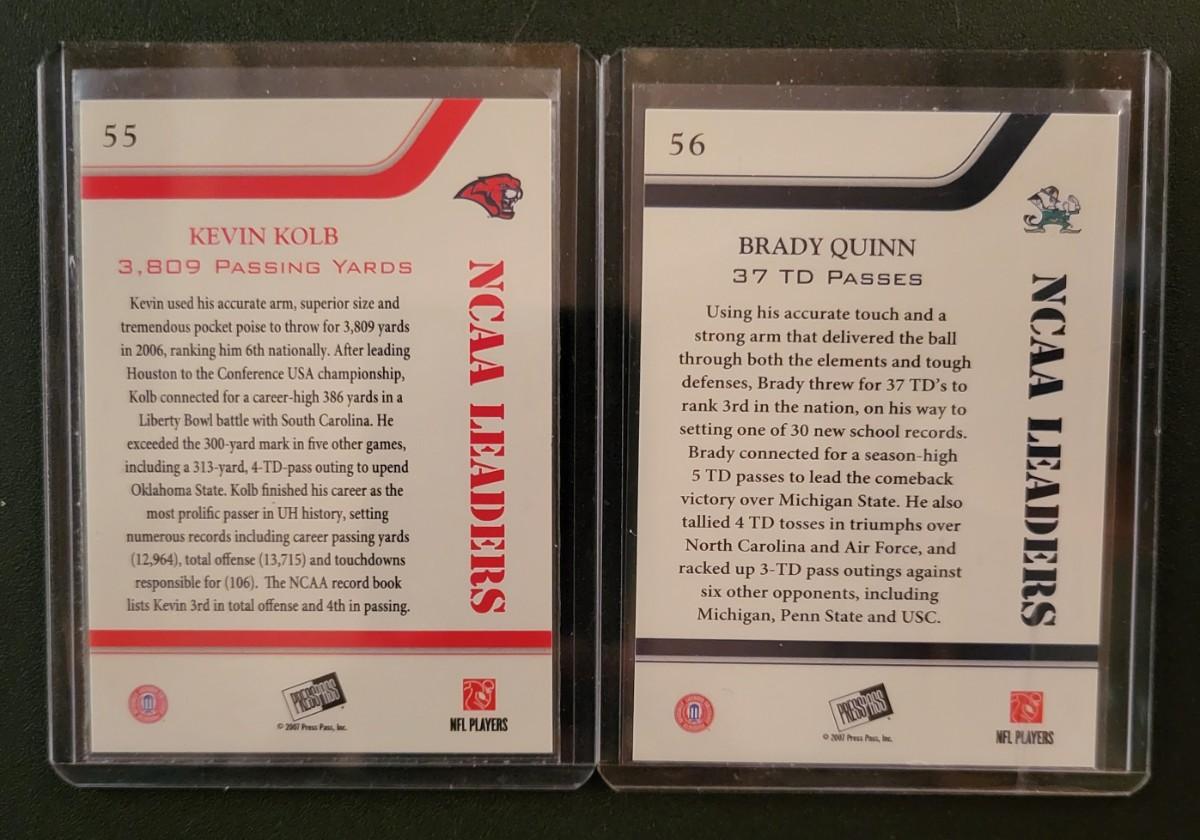 55
KEVIN KOLB
3,809 PASSING YARDS
Kevin used his accurate arm, superior size and
tremendous pocket poise to throw for 3,809 yards
in 2006, ranking him 6th nationally. After leading
Houston to the Conference USA championship,
Kolb connected for a career-high 386 yards in a
Liberty Bowl battle with South Carolina. He
exceeded the 300-yard mark in five other games,
including a 313-yard, 4-TD-pass outing to upend
Oklahoma State. Kolb finished his career as the
most prolific passer in UH history, setting
numerous records including career passing yards
(12,964), total offense (13,715) and touchdowns
responsible for (106). The NCAA record book
lists Kevin 3rd in total offense and 4th in passing.
NCAA LEADERS
PRESS PASS
© 2007 Press Pass, Inc.
NFL PLAYERS
56
BRADY QUINN
37 TD PASSES
Using his accurate touch and a
strong arm that delivered the ball
through both the elements and tough
defenses, Brady threw for 37 TD's to
rank 3rd in the nation, on his way to
setting one of 30 new school records.
Brady connected for a season-high
5 TD passes to lead the comeback
victory over Michigan State. He also
tallied 4 TD tosses in triumphs over
North Carolina and Air Force, and
racked up 3-TD pass outings against
six other opponents, including
Michigan, Penn State and USC.
NCAA LEADERS
PRESS PASS
© 2007 Press Pass, Inc.
NFL PLAYERS